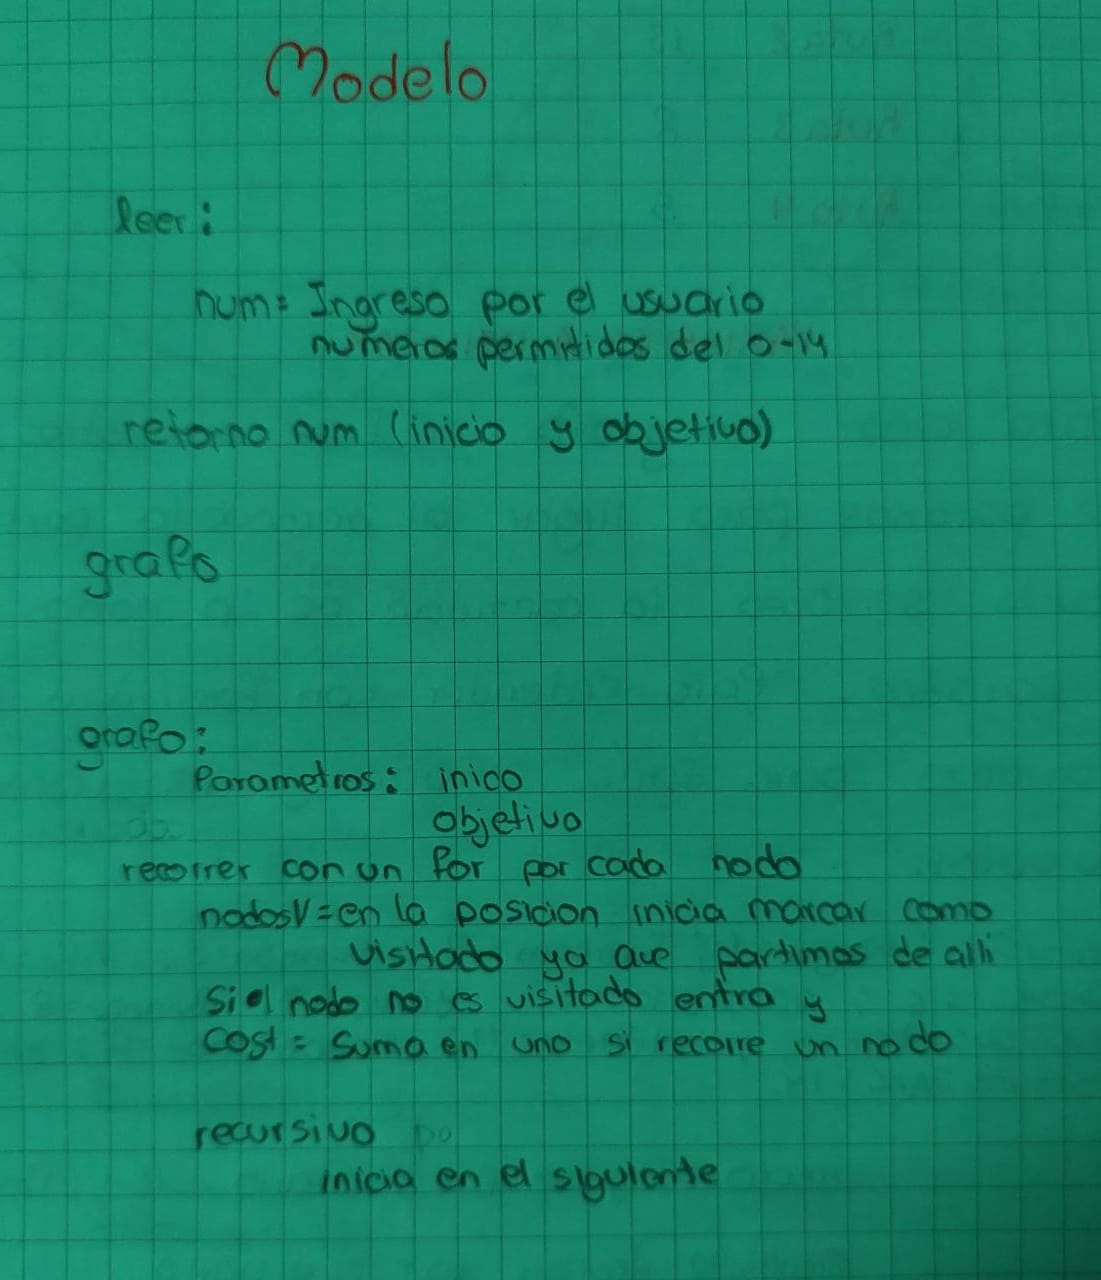 Modelo
leer:
num= Ingreso por el usuario
numeros permitidos del 0-14
retorno num (inicio y objetivo)
grafo
grafo:
Parametros: inico
objetivo
recorrer con un for por cada nodo
nodosV=en la posicion inicia marcar como
visitado ya que partimos de alli
Si el nodo no es visitado entra y
Cost = Suma en uno si recorre un nodo
recursivo
inicia en el siguiente